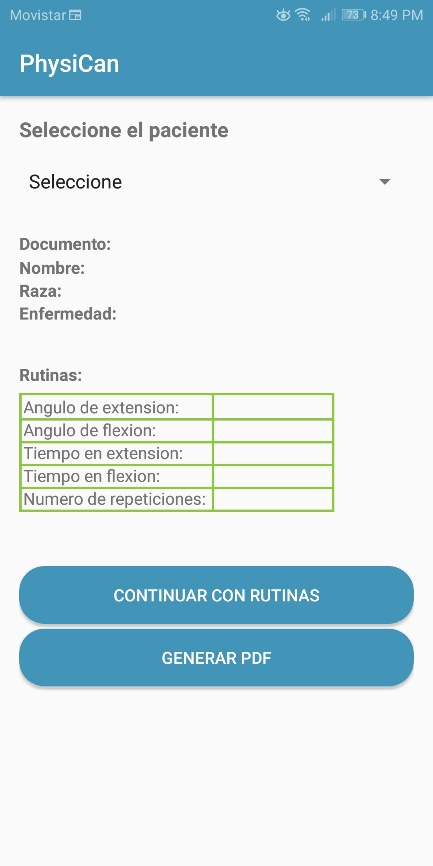 Movistar 73 8:49 PM
PhysiCan
Seleccione el paciente
Seleccione
Documento:
Nombre:
Raza:
Enfermedad:
Rutinas:
Angulo de extension:
Angulo de flexion:
Tiempo en extension:
Tiempo en flexion:
Numero de repeticiones:
CONTINUAR CON RUTINAS
GENERAR PDF